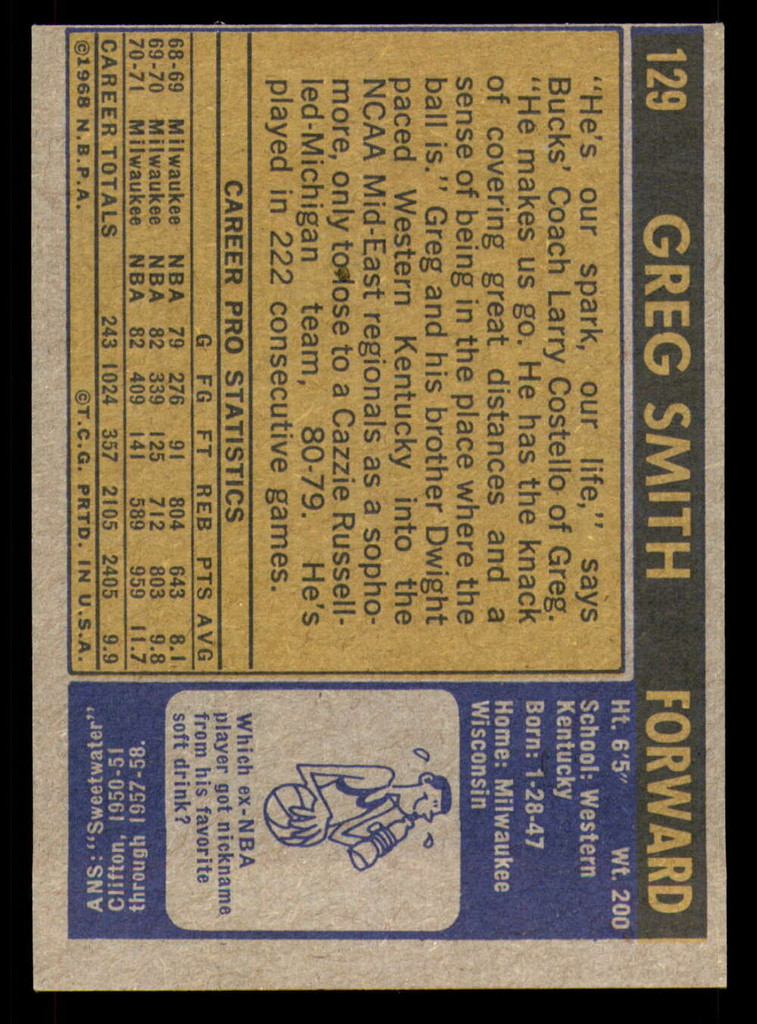 129 GREG SMITH FORWARD
"He's our spark, our life," says
Bucks' Coach Larry Costello of Greg.
"He makes us go. He has the knack
of covering great distances and a
sense of being in the place where the
ball is." Greg and his brother Dwight
paced Western Kentucky into the
NCAA Mid-East regionals as a sopho-
more, only to lose to a Cazzie Russell-
led-Michigan team, 80-79. He's
played in 222 consecutive games.
CAREER PRO STATISTICS
G FG FT REB PTS AVG
68-69 Milwaukee NBA 79 276 91 804 643 8.1
69-70 Milwaukee NBA 82 339 125 712 803 9.8
70-71 Milwaukee NBA 82 409 141 589 959 11.7
CAREER TOTALS 243 1024 357 2105 2405 9.9
©1968 N.B.P.A. ©T.C.G. PRTD. IN U.S.A.
Ht. 6'5" Wt. 200
School: Western
Kentucky
Born: 1-28-47
Home: Milwaukee
Wisconsin
Which ex-NBA
player got nickname
from his favorite
soft drink?
ANS: "Sweetwater"
Clifton, 1950-51
through 1957-58.